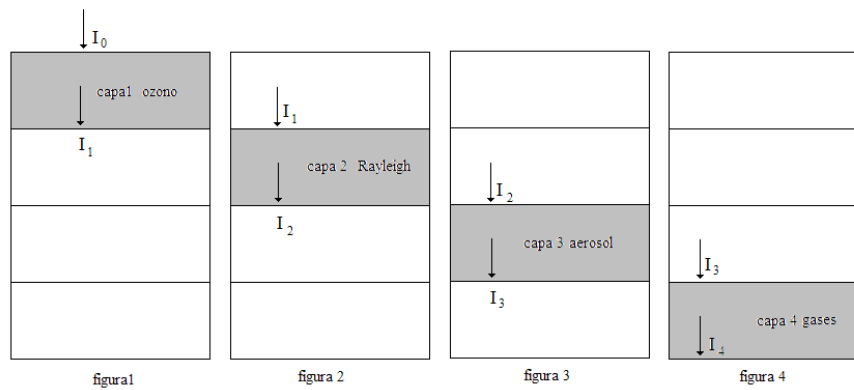 I0
capa1 ozono
I1
figura1
I1
capa 2 Rayleigh
I2
figura 2
I2
capa 3 aerosol
I3
figura 3
I3
capa 4 gases
I4
figura 4